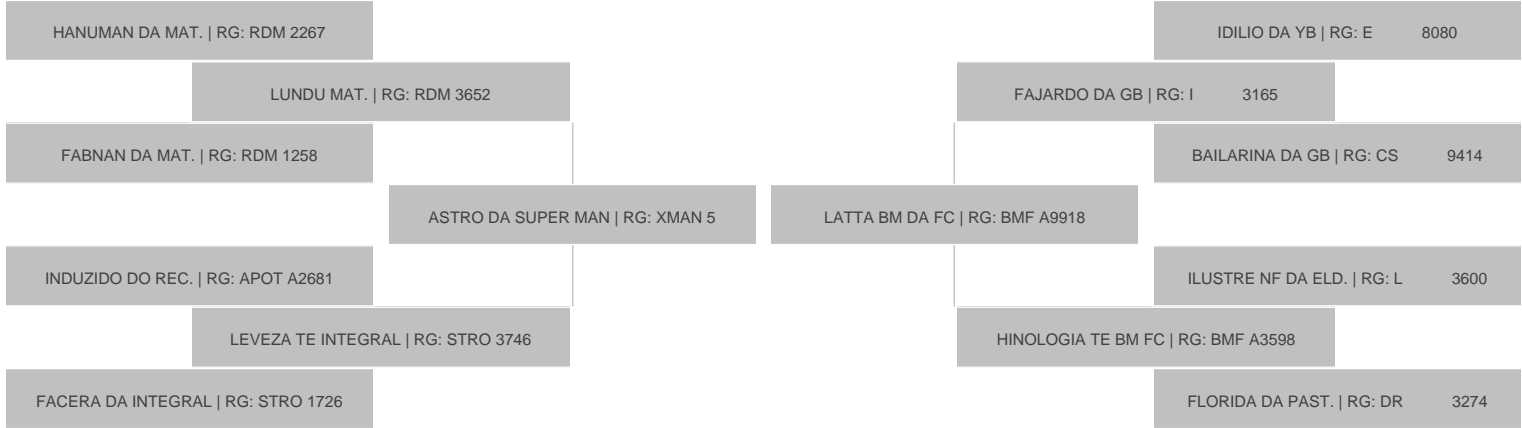 HANUMAN DA MAT. | RG: RDM 2267
IDILIO DA YB | RG: E 8080
LUNDU MAT. | RG: RDM 3652
FAJARDO DA GB | RG: I 3165
FABNAN DA MAT. | RG: RDM 1258
BAILARINA DA GB | RG: CS 9414
ASTRO DA SUPER MAN | RG: XMAN 5
LATTA BM DA FC | RG: BMF A9918
INDUZIDO DO REC. | RG: APOT A2681
ILUSTRE NF DA ELD. | RG: L 3600
LEVEZA TE INTEGRAL | RG: STRO 3746
HINOLOGIA TE BM FC | RG: BMF A3598
FACERA DA INTEGRAL | RG: STRO 1726
FLORIDA DA PAST. | RG: DR 3274